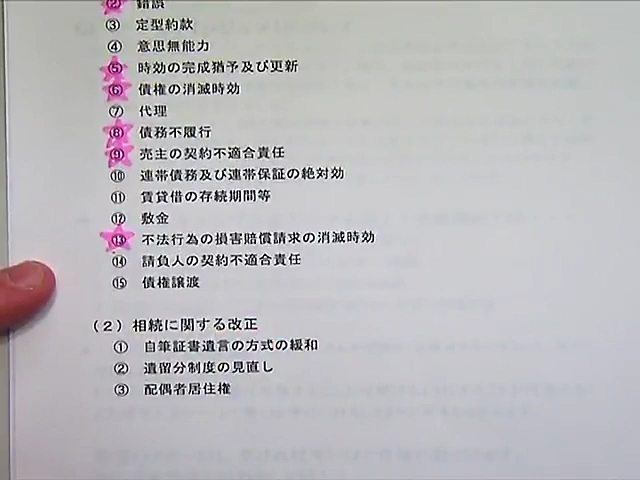 ② 錯誤
③ 定型約款
④ 意思無能力
⑤ 時効の完成猶予及び更新
⑥ 債権の消滅時効
⑦ 代理
⑧ 債務不履行
⑨ 売主の契約不適合責任
⑩ 連帯債務及び連帯保証の絶対効
⑪ 賃貸借の存続期間等
⑫ 敷金
⑬ 不法行為の損害賠償請求の消滅時効
⑭ 請負人の契約不適合責任
⑮ 債権譲渡
(2) 相続に関する改正
① 自筆証書遺言の方式の緩和
② 遺留分制度の見直し
③ 配偶者居住権